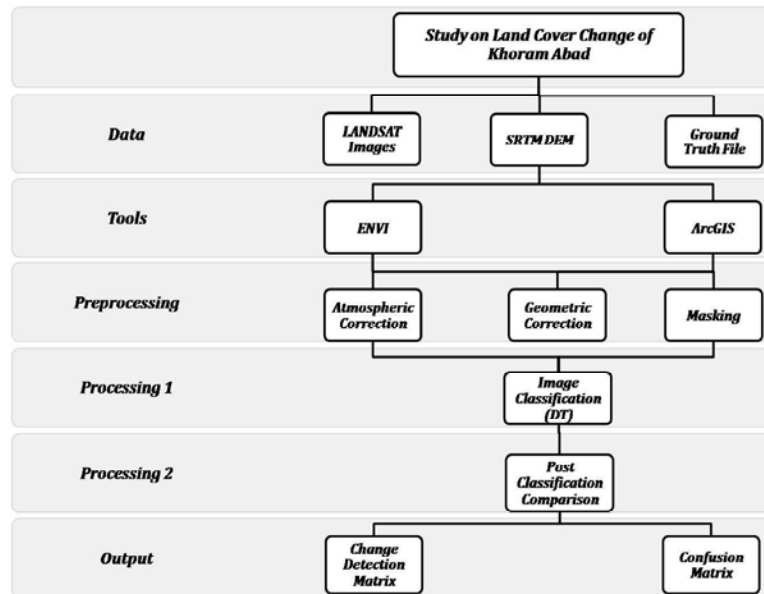 Study on Land Cover Change of
Khoram Abad
Data
LANDSAT
Images
SRTM DEM
Ground
Truth File
Tools
ENVI
ArcGIS
Preprocessing
Atmospheric
Correction
Geometric
Correction
Masking
Processing 1
Image
Classification
(DT)
Processing 2
Post
Classification
Comparison
Output
Change
Detection
Matrix
Confusion
Matrix